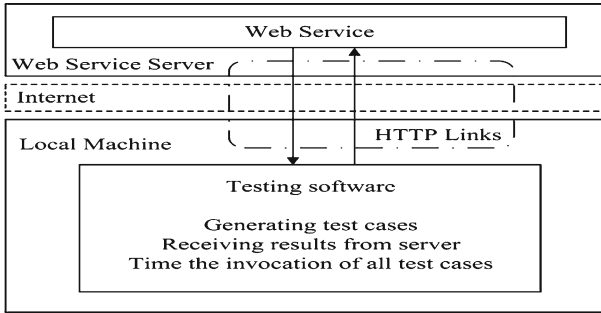 Web Service
Web Service Server
Internet
HTTP Links
Local Machine
Testing software
Generating test cases
Receiving results from server
Time the invocation of all test cases